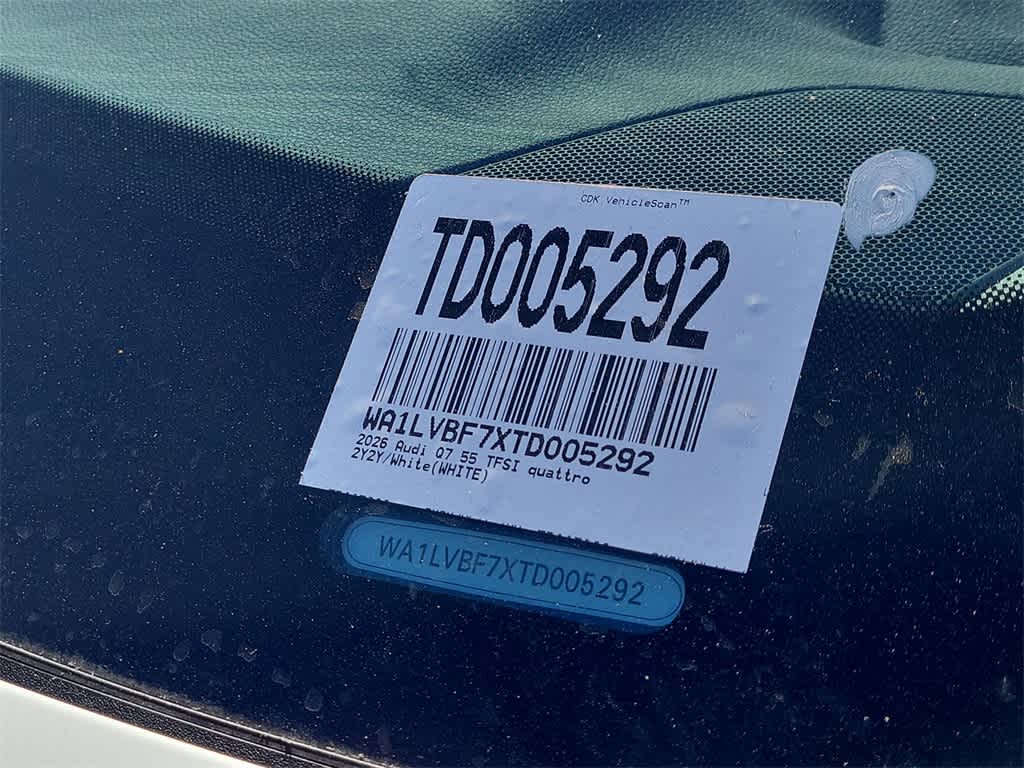 CDK VehicleScan™
TD005292
WA1LVBF7XTD005292
2026 Audi Q7 55 TFSI quattro
2Y2Y/White(WHITE)
WA1LVBF7XTD005292